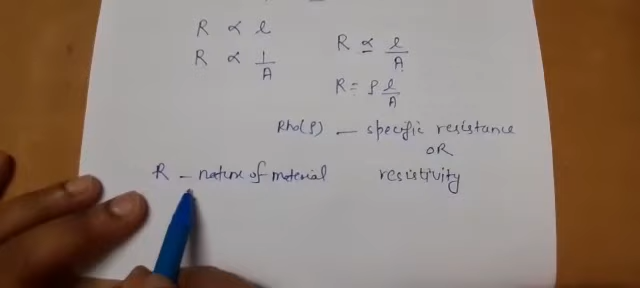 R ∝ l
R ∝ 1/A
R ∝ l/A
R = ρ l/A
Rho(ρ) — specific resistance
OR
resistivity
R – nature of material